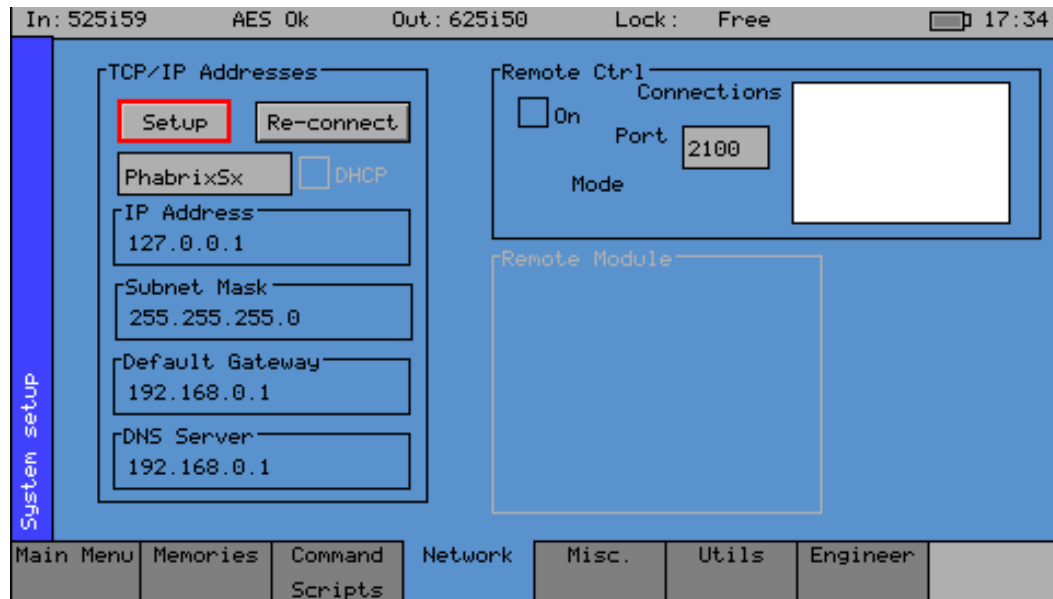 In:525i59 AES Ok Out:625i50 Lock: Free 17:34
System setup
TCP/IP Addresses
Setup Re-connect
PhabrixSx DHCP
IP Address
127.0.0.1
Subnet Mask
255.255.255.0
Default Gateway
192.168.0.1
DNS Server
192.168.0.1
Remote Ctrl
Connections
On
Port 2100
Mode
Remote Module
Main Menu Memories Command Scripts Network Misc. Utils Engineer